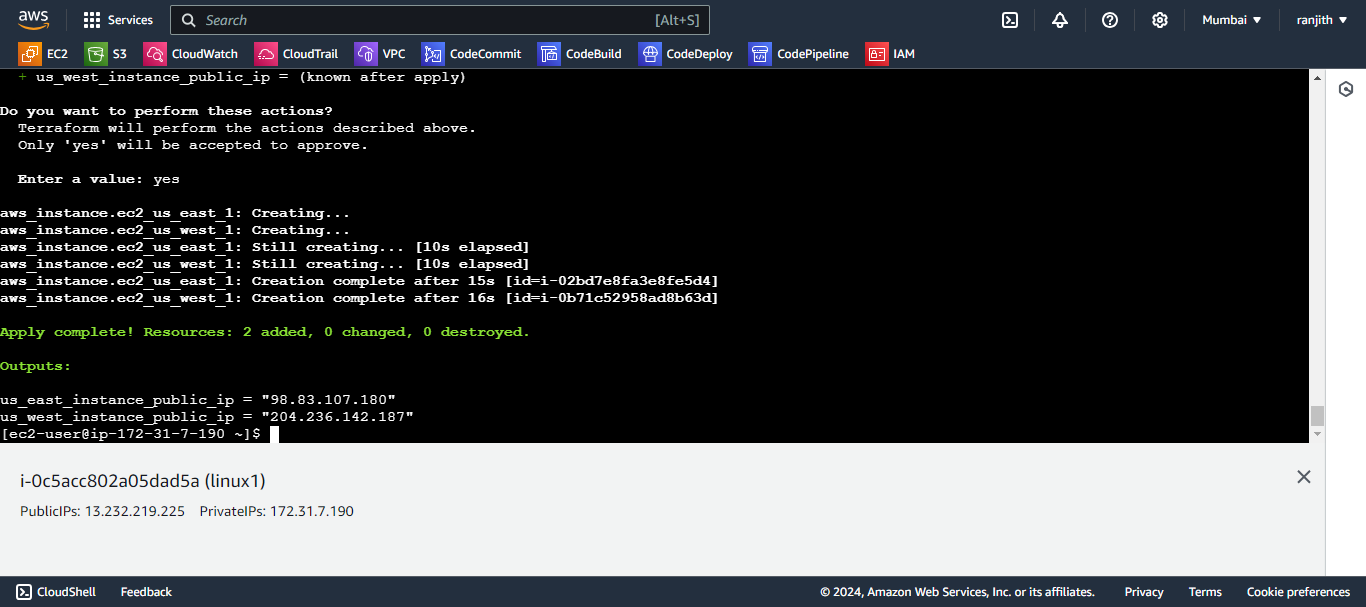 aws Services Search [Alt+S] Mumbai ▼ ranjith ▼
EC2 S3 CloudWatch CloudTrail VPC CodeCommit CodeBuild CodeDeploy CodePipeline IAM
+ us_west_instance_public_ip = (known after apply)
Do you want to perform these actions?
Terraform will perform the actions described above.
Only 'yes' will be accepted to approve.
Enter a value: yes
aws_instance.ec2_us_east_1: Creating...
aws_instance.ec2_us_west_1: Creating...
aws_instance.ec2_us_east_1: Still creating... [10s elapsed]
aws_instance.ec2_us_west_1: Still creating... [10s elapsed]
aws_instance.ec2_us_east_1: Creation complete after 15s [id=i-02bd7e8fa3e8fe5d4]
aws_instance.ec2_us_west_1: Creation complete after 16s [id=i-0b71c52958ad8b63d]
Apply complete! Resources: 2 added, 0 changed, 0 destroyed.
Outputs:
us_east_instance_public_ip = "98.83.107.180"
us_west_instance_public_ip = "204.236.142.187"
[ec2-user@ip-172-31-7-190 ~]$
i-0c5acc802a05dad5a (linux1)
PublicIPs: 13.232.219.225 PrivateIPs: 172.31.7.190
CloudShell Feedback © 2024, Amazon Web Services, Inc. or its affiliates. Privacy Terms Cookie preferences